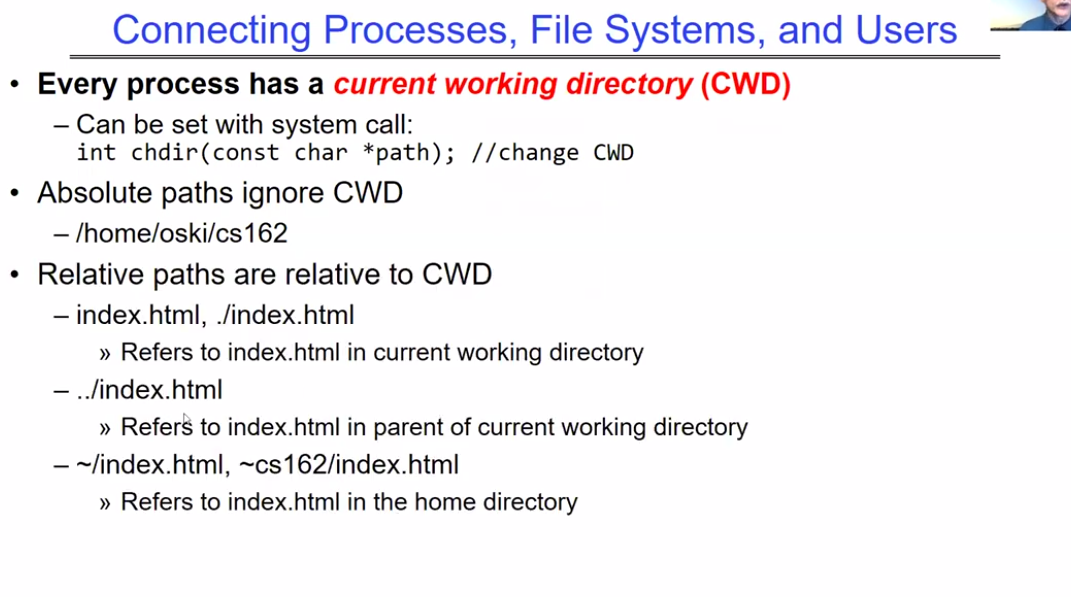 Connecting Processes, File Systems, and Users
• Every process has a current working directory (CWD)
– Can be set with system call:
int chdir(const char *path); //change CWD
• Absolute paths ignore CWD
– /home/oski/cs162
• Relative paths are relative to CWD
– index.html, ./index.html
» Refers to index.html in current working directory
– ../index.html
» Refers to index.html in parent of current working directory
– ~/index.html, ~cs162/index.html
» Refers to index.html in the home directory